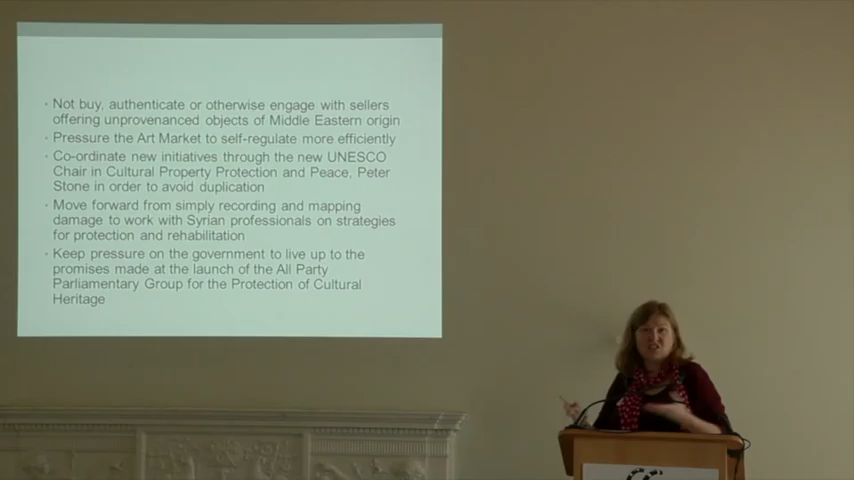 • Not buy, authenticate or otherwise engage with sellers
offering unprovenanced objects of Middle Eastern origin
• Pressure the Art Market to self-regulate more efficiently
• Co-ordinate new initiatives through the new UNESCO
Chair in Cultural Property Protection and Peace, Peter
Stone in order to avoid duplication
• Move forward from simply recording and mapping
damage to work with Syrian professionals on strategies
for protection and rehabilitation
• Keep pressure on the government to live up to the
promises made at the launch of the All Party
Parliamentary Group for the Protection of Cultural
Heritage